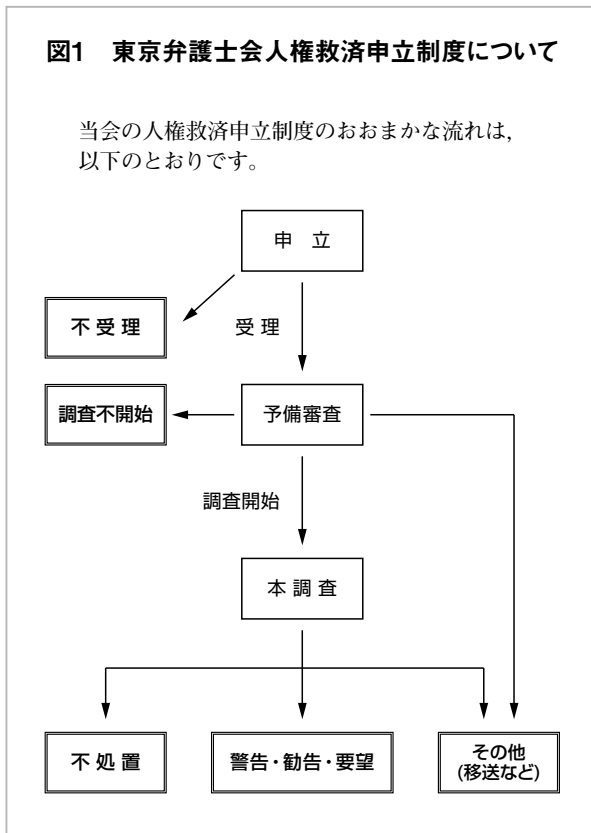 図1 東京弁護士会人権救済申立制度について
当会の人権救済申立制度のおおまかな流れは，
以下のとおりです。
申 立
不 受 理
受 理
調査不開始
予備審査
調査開始
本 調 査
不 処 置
警告・勧告・要望
その他
(移送など)